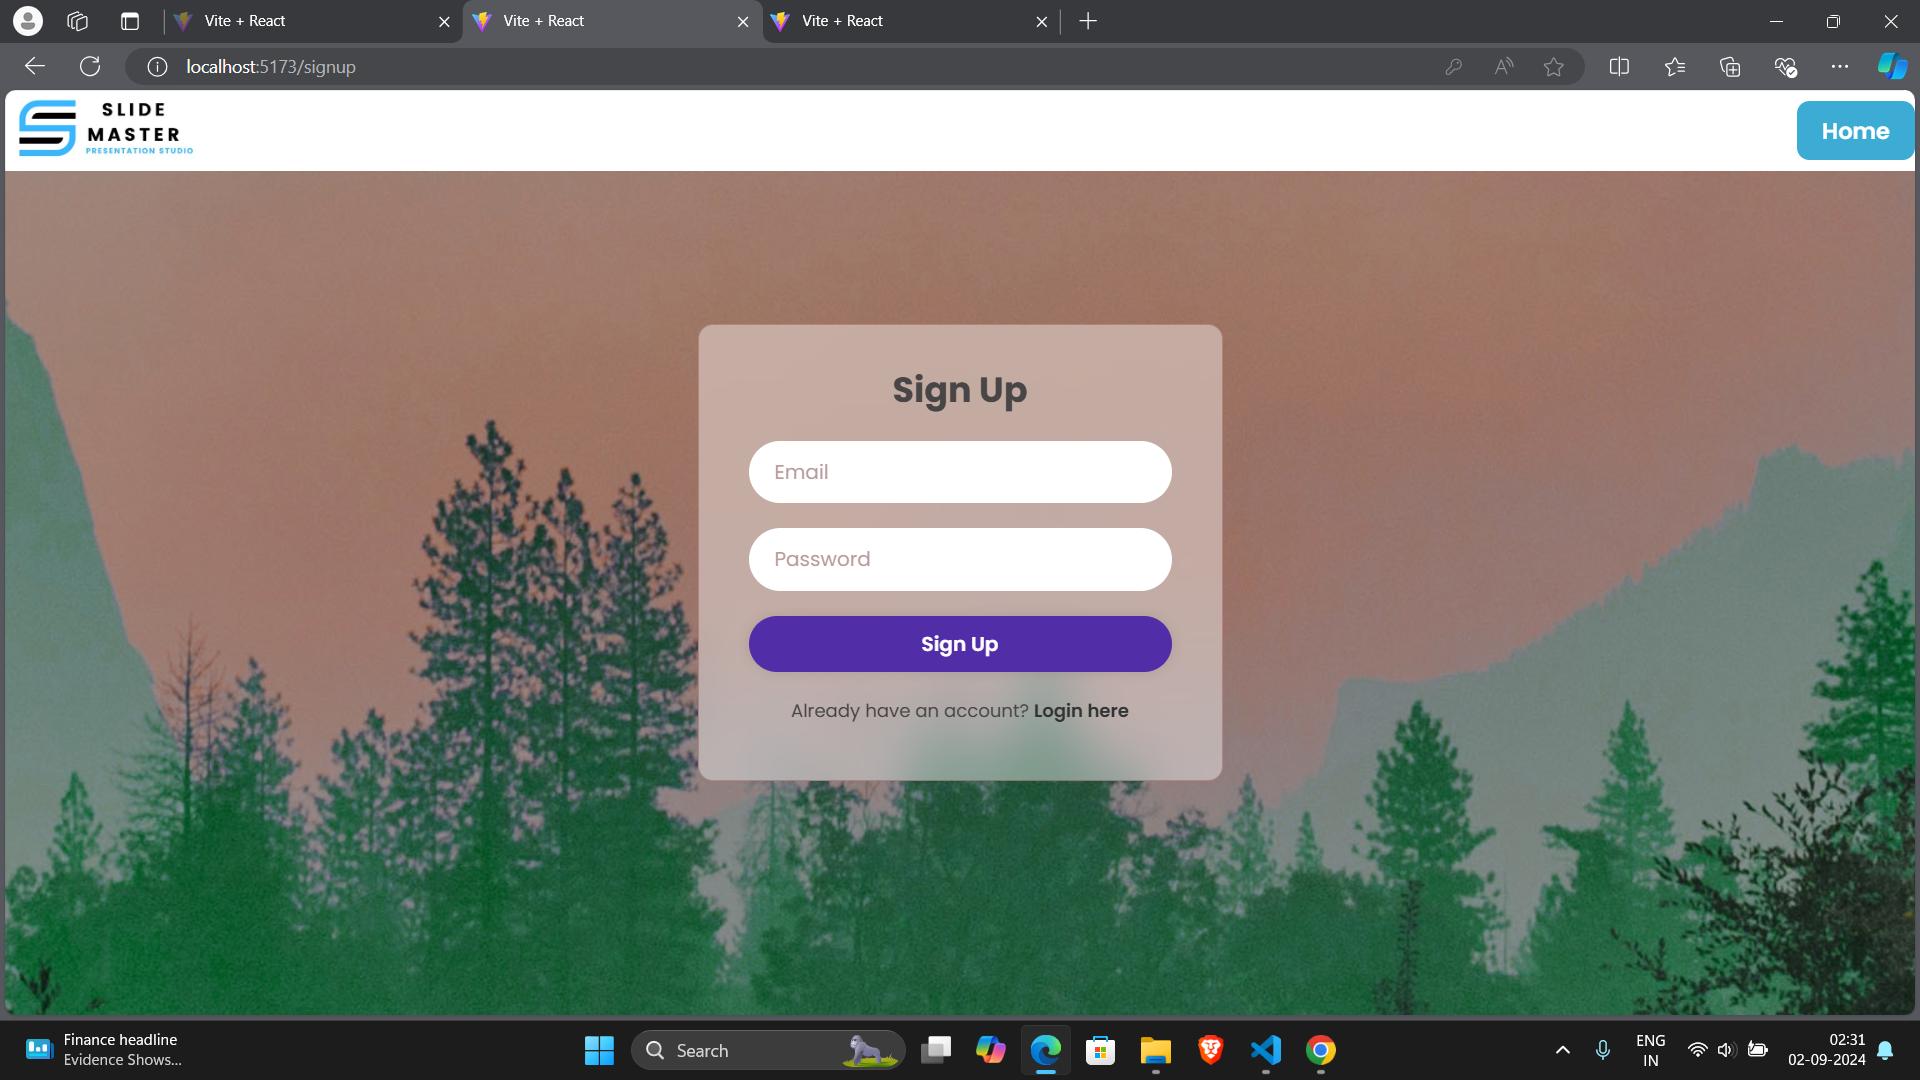 Vite + React
Vite + React
Vite + React
localhost:5173/signup
SLIDE
MASTER
PRESENTATION STUDIO
Home
Sign Up
Email
Password
Sign Up
Already have an account? Login here
Finance headline
Evidence Shows...
Search
ENG
IN
02:31
02-09-2024